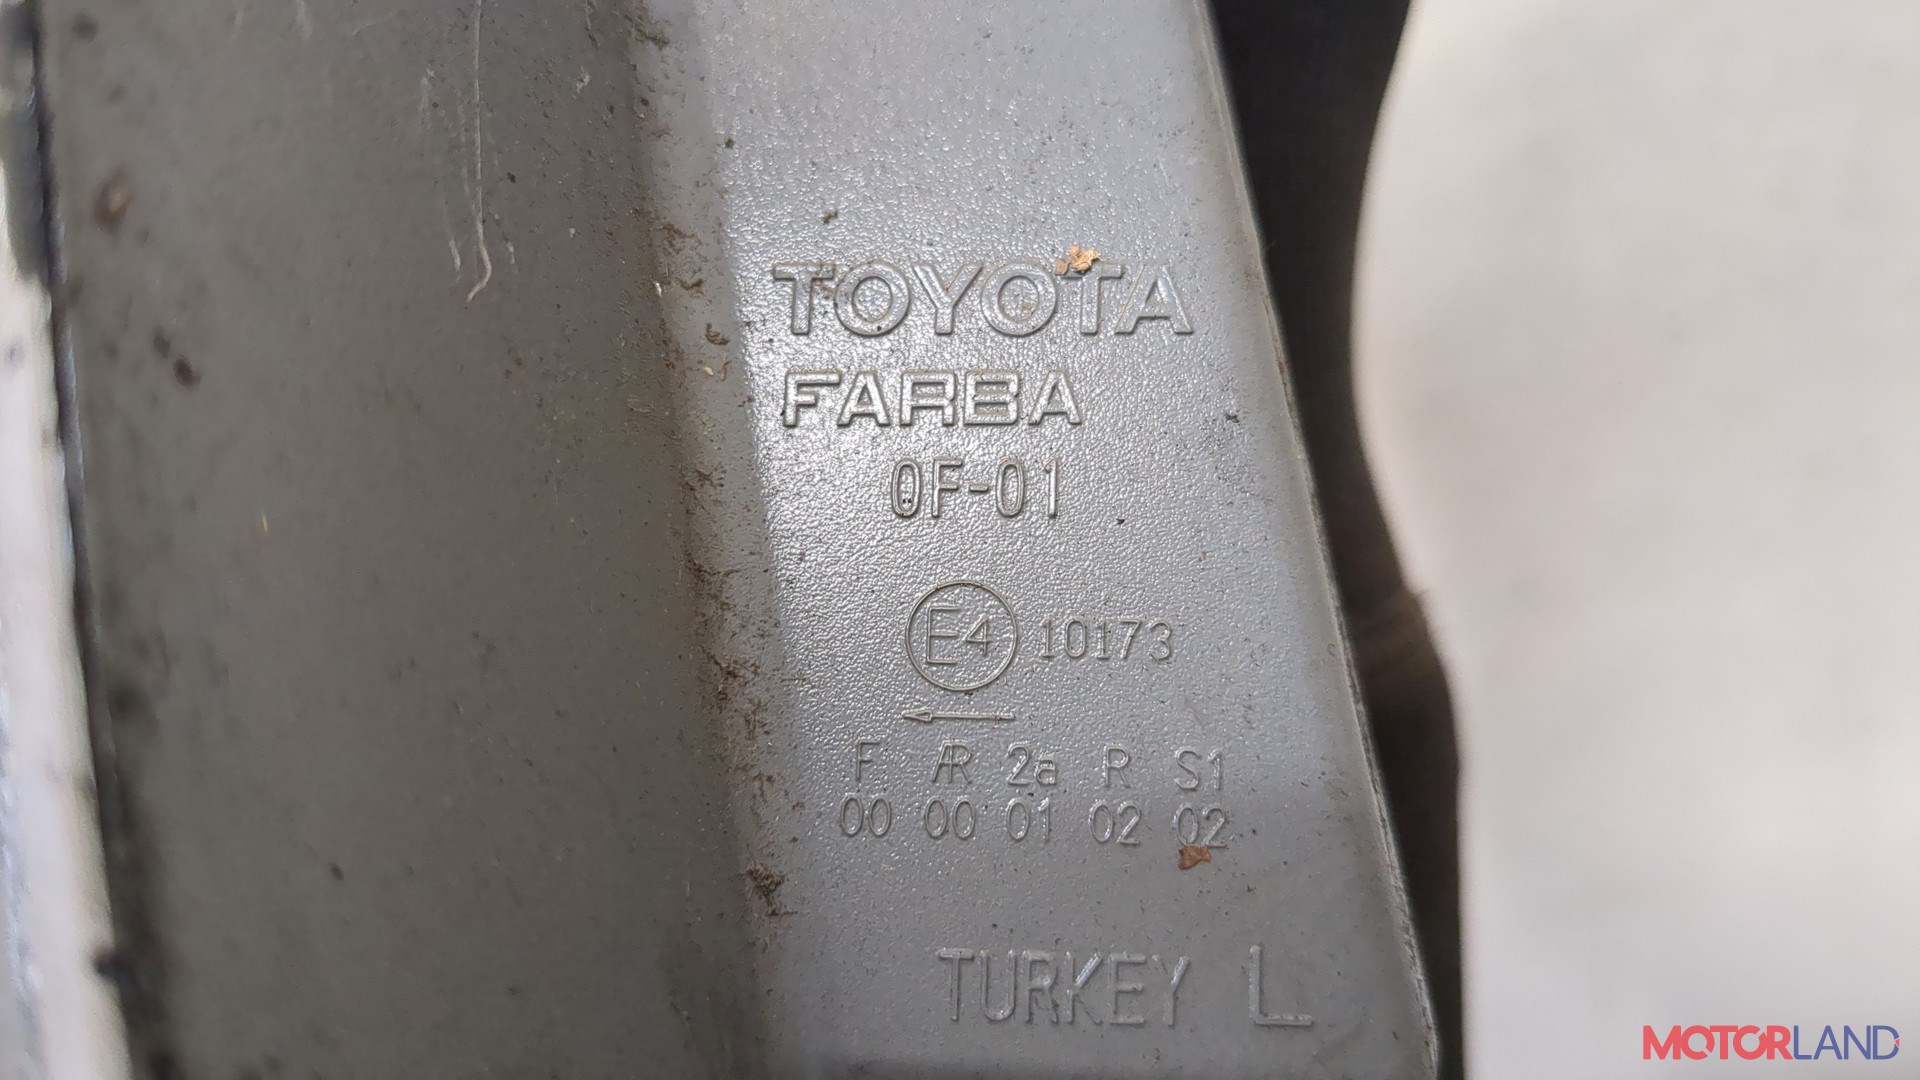 TOYOTA
FARBA
0F-01
E4 10173
F AR 2a R S1
00 00 01 02 02
TURKEY L
MOTORLAND